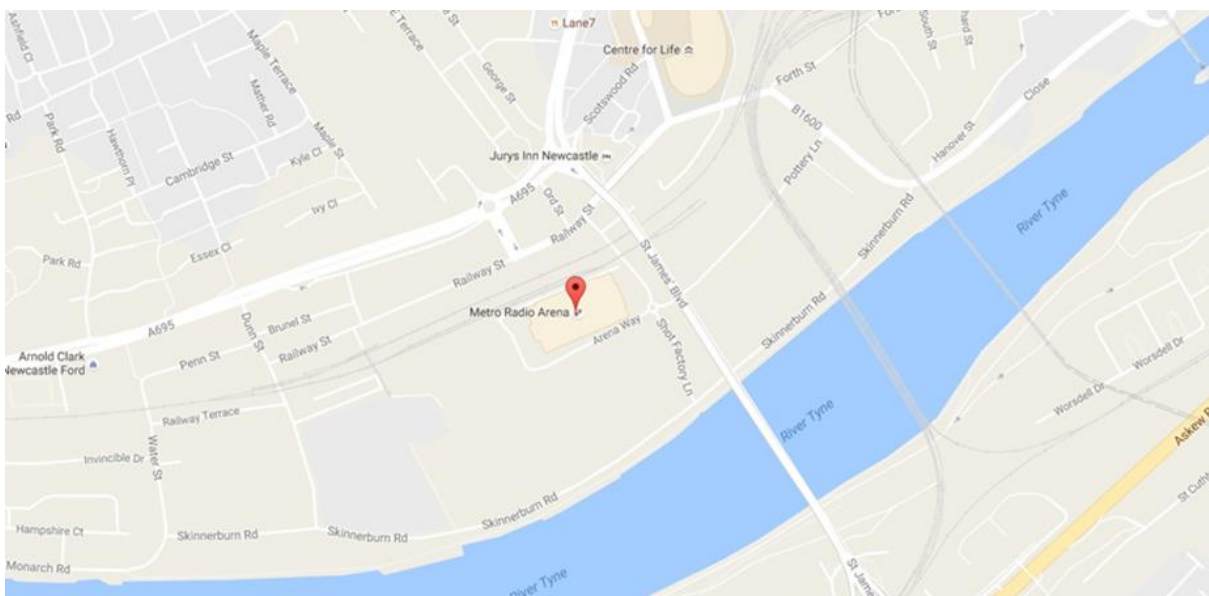 Ashfield Cl
Maple Terrace
Lane7
Centre for Life
Forth St
South St
Close
Park Rd
Hawthorn Pl
Mather Rd
Maple St
George St
Scotswood Rd
Rd
Cambridge St
Kyle Cl
Jurys Inn Newcastle
B1600
Hanover St
Pottery Ln
A695
Ord St
Ivy Cl
Essex Cl
Railway St
St James' Blvd
Skinnerburn Rd
River Tyne
Park Rd
Railway St
Metro Radio Arena
Arena Way
Shot Factory Ln
Skinnerburn Rd
A695
Dunn St
Brunel St
Railway St
Penn St
Arnold Clark
Newcastle Ford
Worsdell Dr
Worsdell Dr
River Tyne
Railway Terrace
Water St
Invincible Dr
Askew
Hampshire Ct
Skinnerburn Rd
Skinnerburn Rd
Skinnerburn Rd
Monarch Rd
River Tyne
St Cuthb
St James